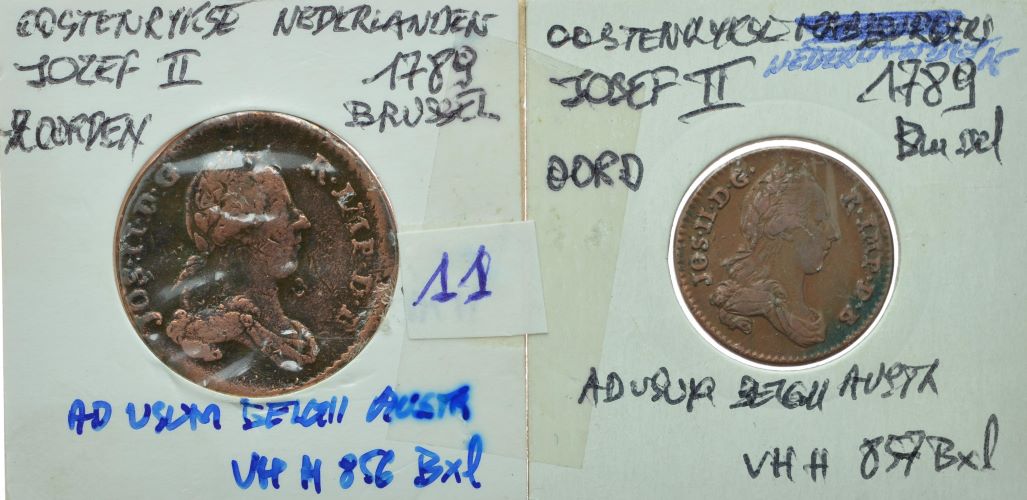 OOSTENRYKSE NEDERLANDEN
JOZEF II 1789
2 OORDEN BRUSSEL
JOS·II·D·G R·IMP·D·
AD USUM BELGII AUSTR
VH H 856 Bxl
11
OOSTENRYKSE NEDERLANDSE
JOSEF II 1789
OORD Brussel
JOS·II·D·G· R·IMP·D·B
AD USUM BELGII AUSTR
VH H 857 Bxl